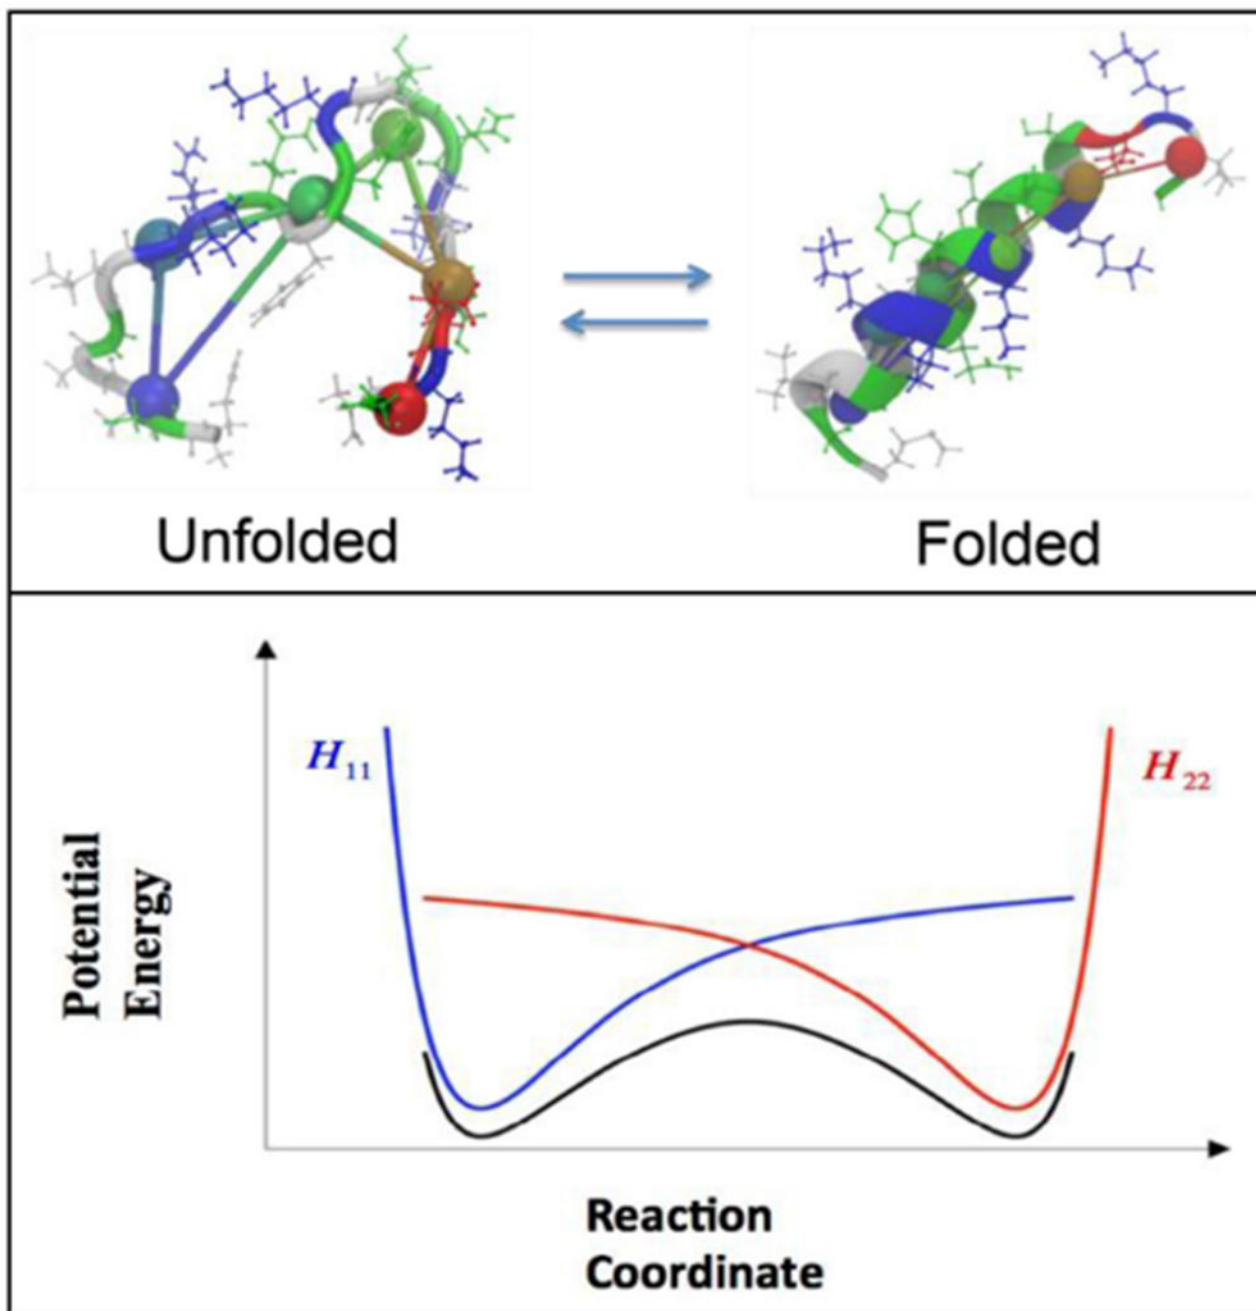 Unfolded
Folded
H11
H22
Potential
Energy
Reaction
Coordinate